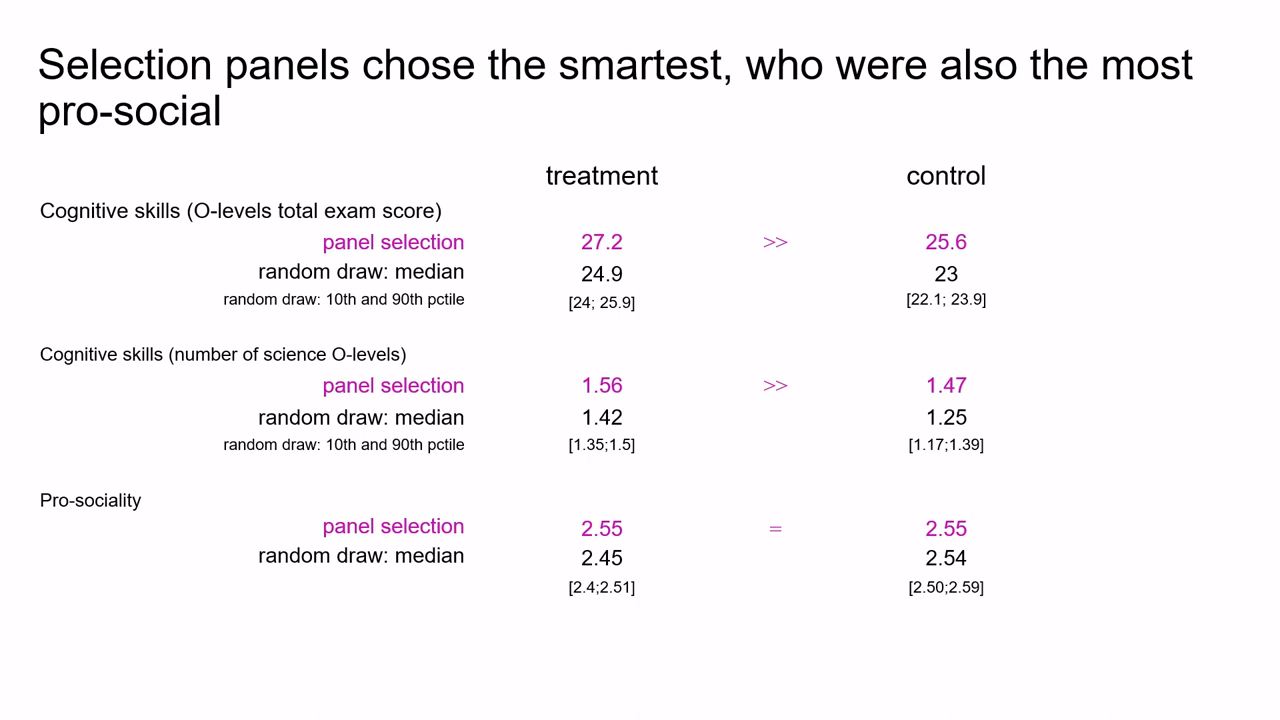 Selection panels chose the smartest, who were also the most
pro-social
treatment control
Cognitive skills (O-levels total exam score)
panel selection 27.2 >> 25.6
random draw: median 24.9 23
random draw: 10th and 90th pctile [24; 25.9] [22.1; 23.9]
Cognitive skills (number of science O-levels)
panel selection 1.56 >> 1.47
random draw: median 1.42 1.25
random draw: 10th and 90th pctile [1.35;1.5] [1.17;1.39]
Pro-sociality
panel selection 2.55 = 2.55
random draw: median 2.45 2.54
[2.4;2.51] [2.50;2.59]